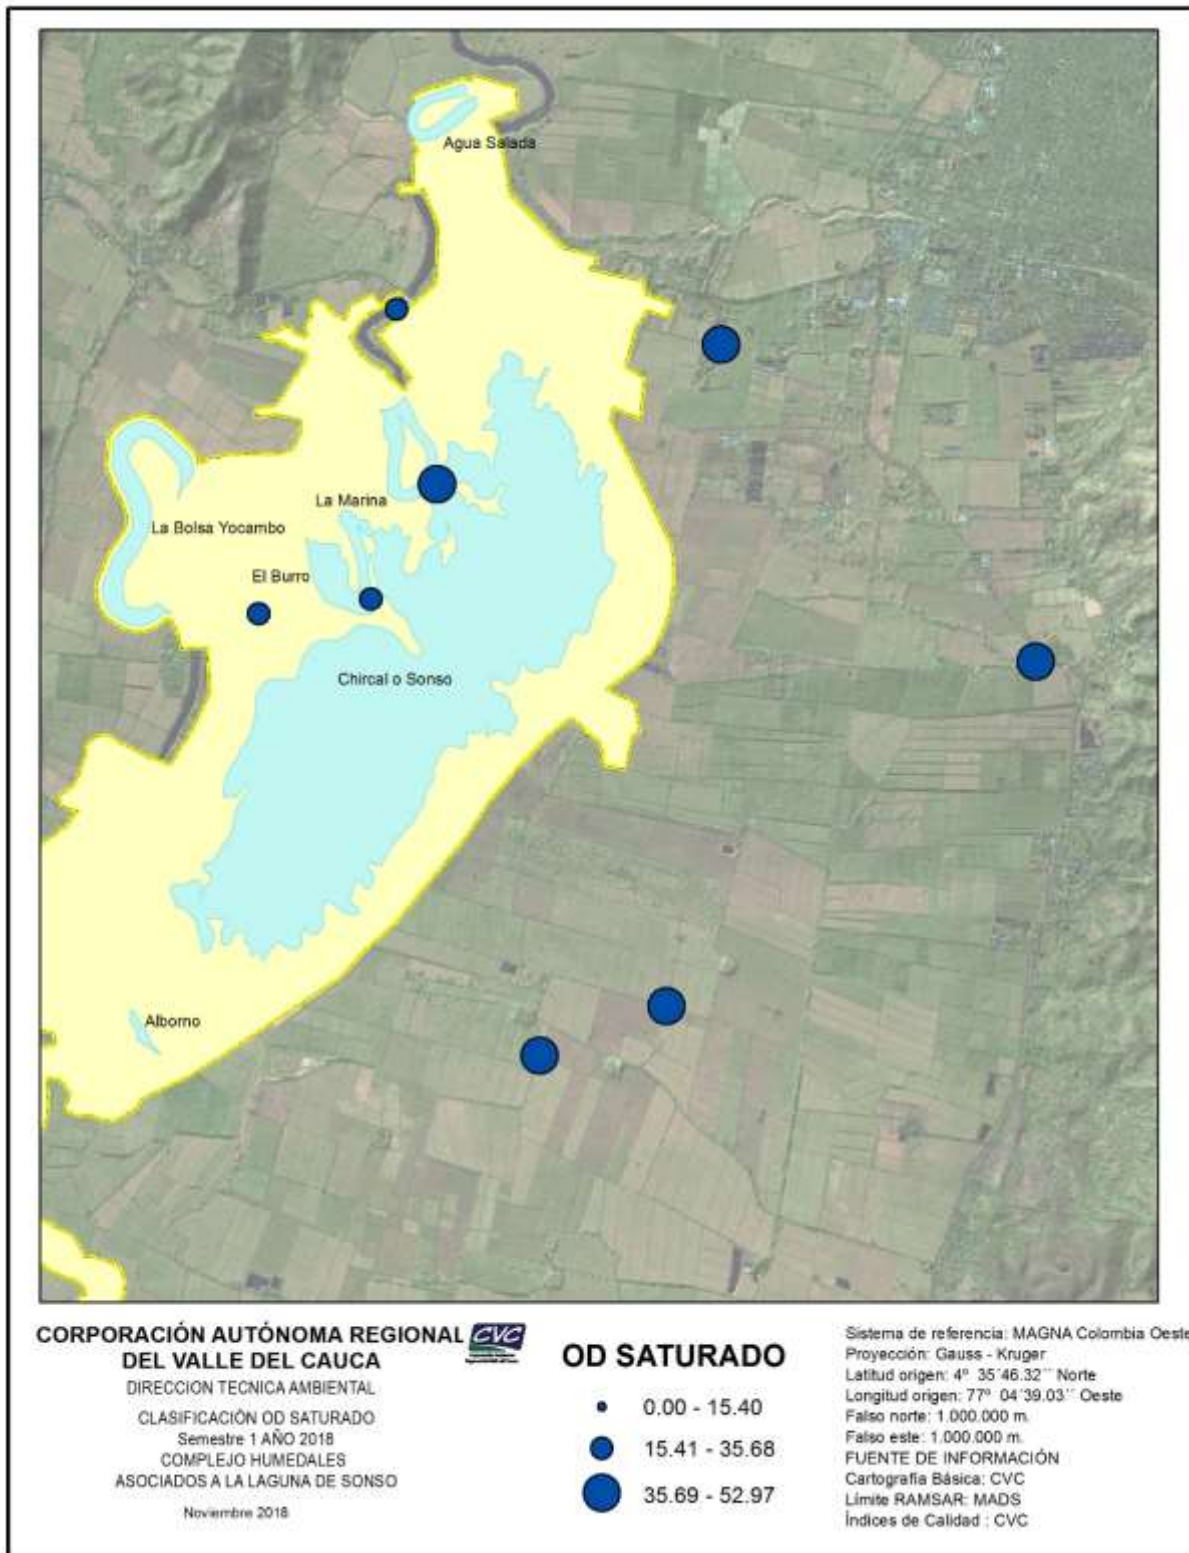 Agua Salada
La Marina
La Bolsa Yocambo
El Burro
Chircal o Sonso
Alborno
CORPORACIÓN AUTÓNOMA REGIONAL
DEL VALLE DEL CAUCA
CVC
DIRECCION TECNICA AMBIENTAL
CLASIFICACIÓN OD SATURADO
Semestre 1 AÑO 2018
COMPLEJO HUMEDALES
ASOCIADOS A LA LAGUNA DE SONSO
Noviembre 2018
OD SATURADO
0.00 - 15.40
15.41 - 35.68
35.69 - 52.97
Sistema de referencia: MAGNA Colombia Oeste
Proyección: Gauss - Kruger
Latitud origen: 4º 35´46.32´´ Norte
Longitud origen: 77º 04´39.03´´ Oeste
Falso norte: 1.000.000 m.
Falso este: 1.000.000 m.
FUENTE DE INFORMACIÓN
Cartografía Básica: CVC
Límite RAMSAR: MADS
Índices de Calidad : CVC